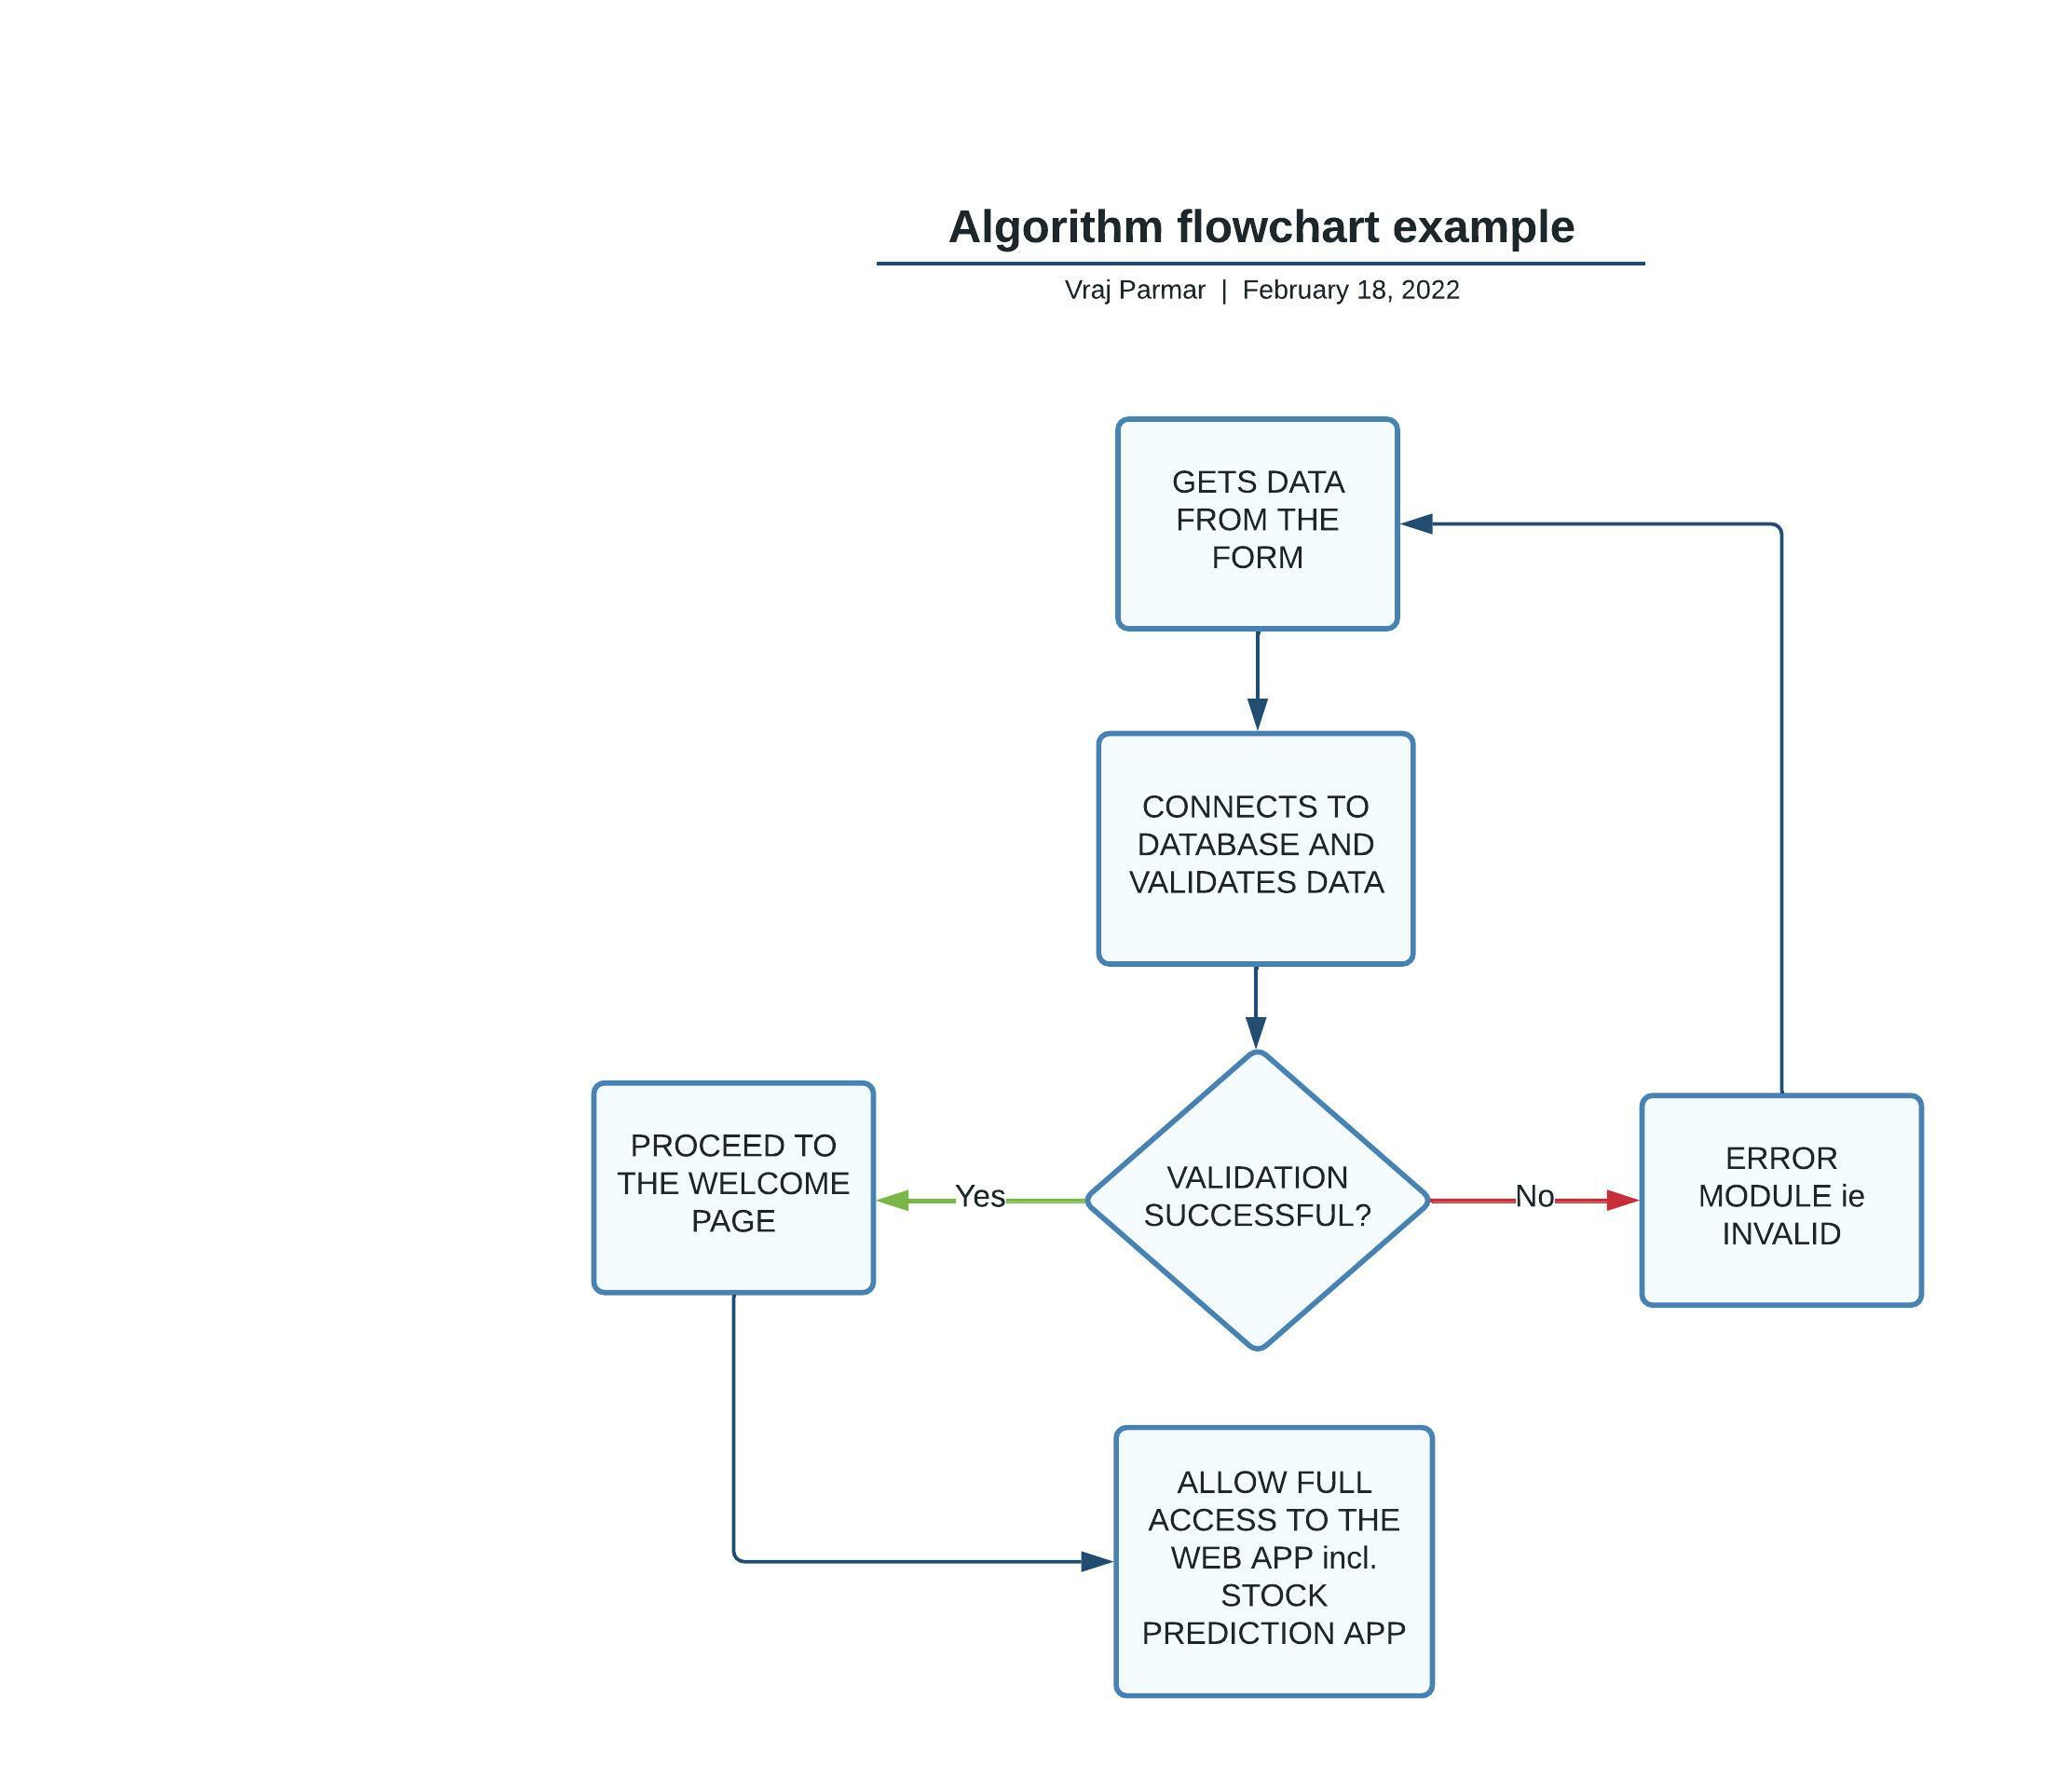 Algorithm flowchart example
Vraj Parmar | February 18, 2022
GETS DATA
FROM THE
FORM
CONNECTS TO
DATABASE AND
VALIDATES DATA
PROCEED TO
THE WELCOME
PAGE
Yes
VALIDATION
SUCCESSFUL?
No
ERROR
MODULE ie
INVALID
ALLOW FULL
ACCESS TO THE
WEB APP incl.
STOCK
PREDICTION APP